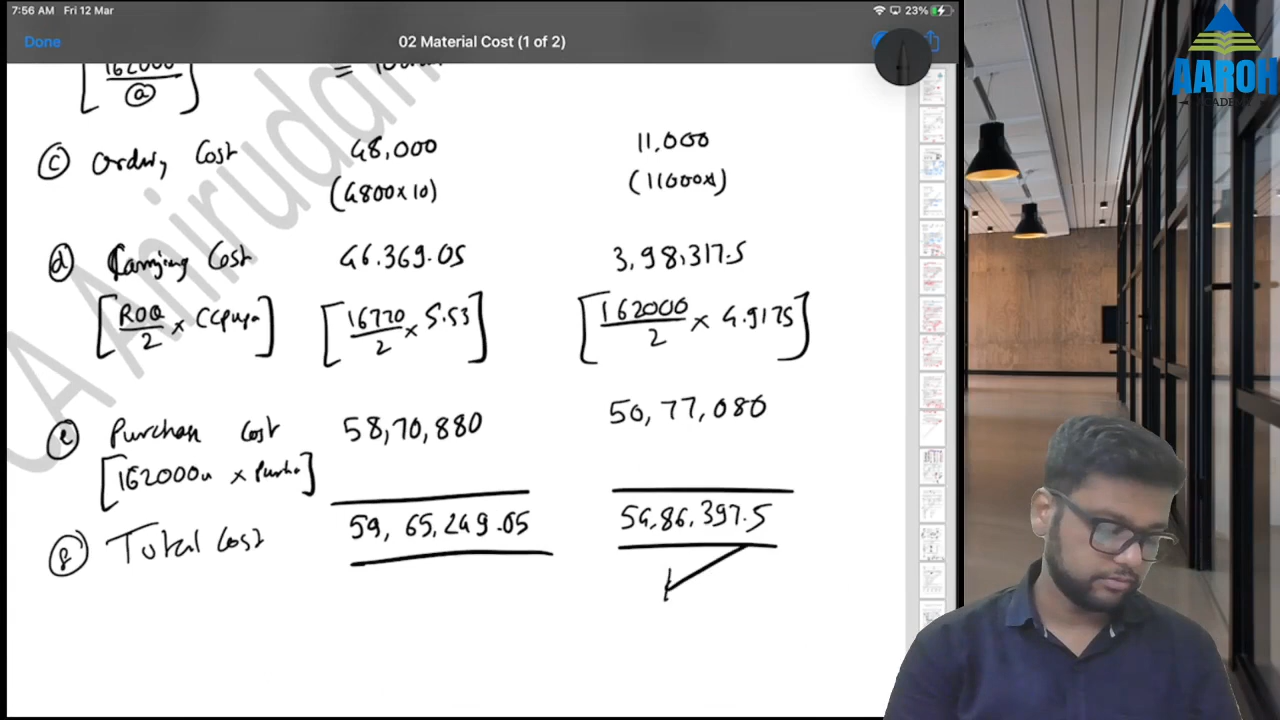 7:56 AM Fri 12 Mar
23%
Done
02 Material Cost (1 of 2)
AAROH
ACADEMY
A Aniruddh
[162000/ⓐ]
=
ⓒ Ordering Cost 48,000 11,000
(4800×10) (11000×1)
ⓓ Carrying Cost 46.369.05 3,98,317.5
[ROQ/2 × CCpupa] [16770/2 × 5.53] [162000/2 × 4.9175]
ⓔ Purchase Cost 58,70,880 50,77,080
[162000u × ]
Total Cost 59,65,249.05 54,86,397.5